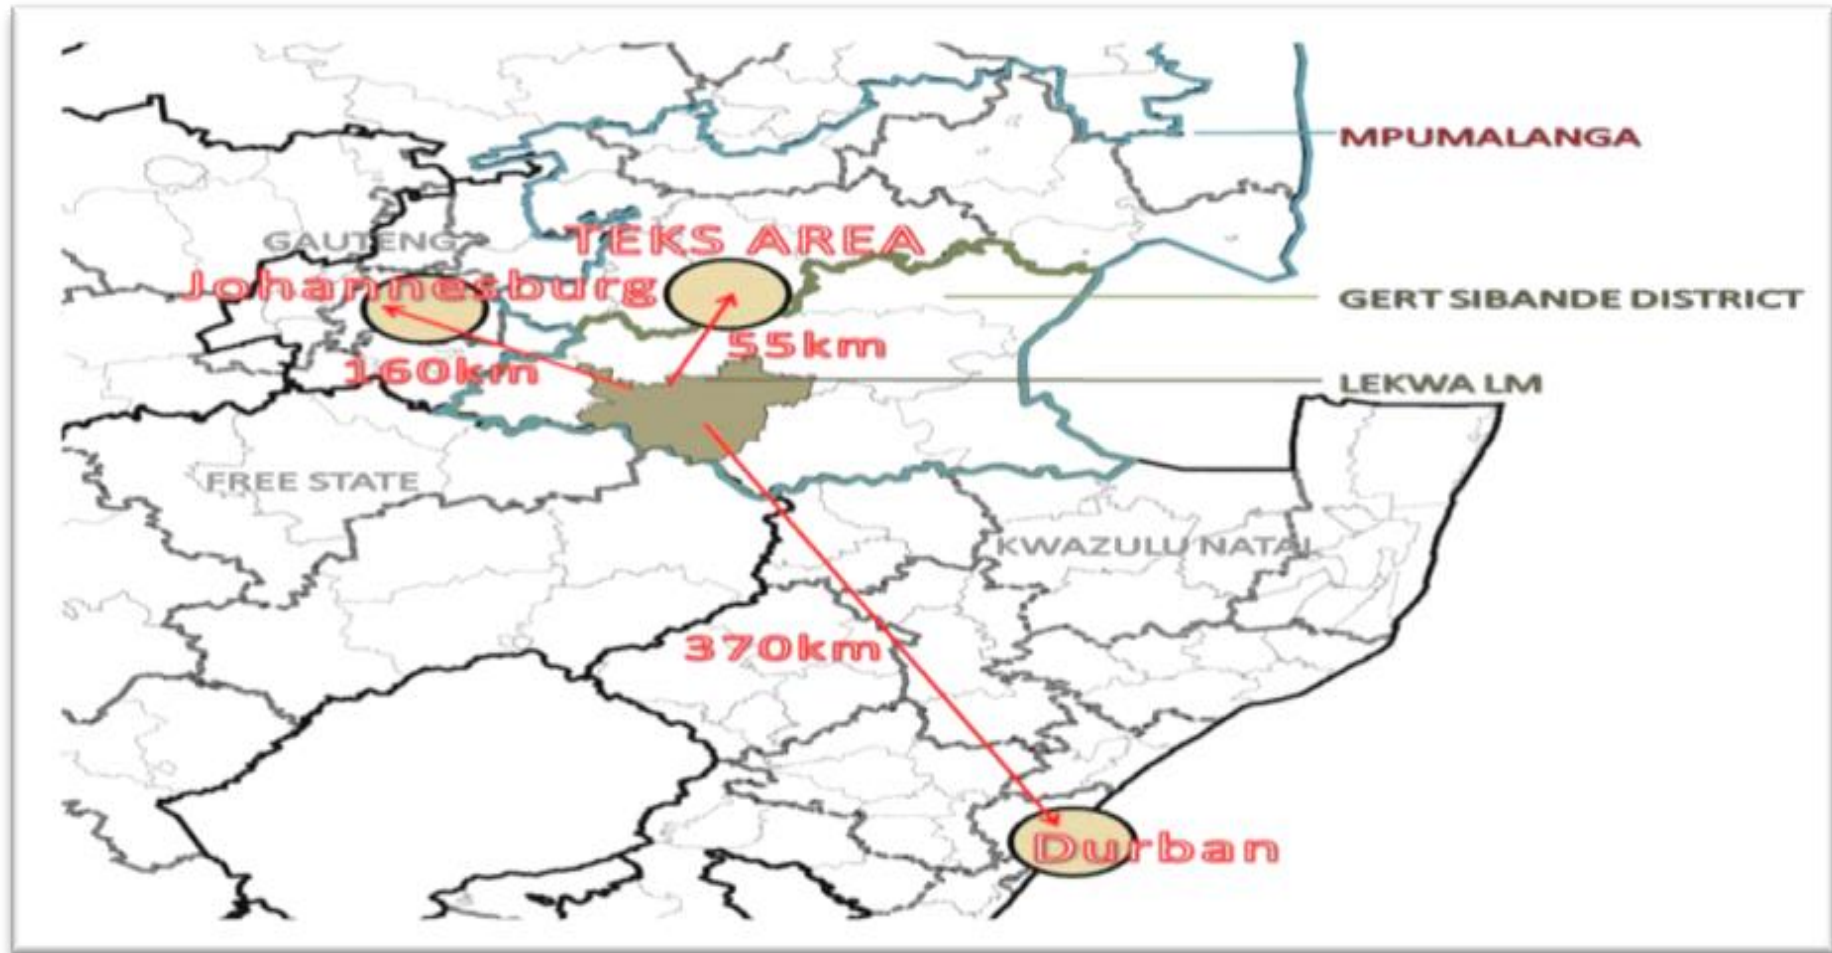 MPUMALANGA
GAUTENG
TEKS AREA
Johannesburg
GERT SIBANDE DISTRICT
55km
160km
LEKWA LM
FREE STATE
KWAZULU NATAL
370km
Durban